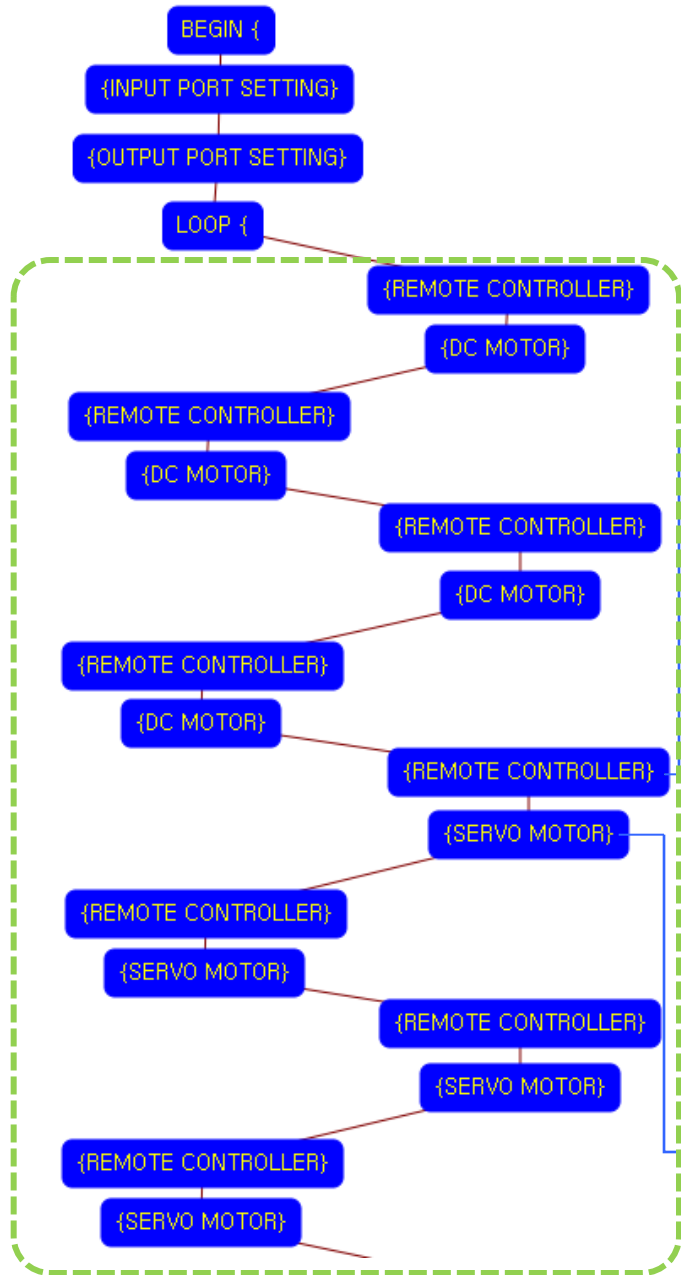 BEGIN {
{INPUT PORT SETTING}
{OUTPUT PORT SETTING}
LOOP {
{REMOTE CONTROLLER}
{DC MOTOR}
{REMOTE CONTROLLER}
{DC MOTOR}
{REMOTE CONTROLLER}
{DC MOTOR}
{REMOTE CONTROLLER}
{DC MOTOR}
{REMOTE CONTROLLER}
{SERVO MOTOR}
{REMOTE CONTROLLER}
{SERVO MOTOR}
{REMOTE CONTROLLER}
{SERVO MOTOR}
{REMOTE CONTROLLER}
{SERVO MOTOR}